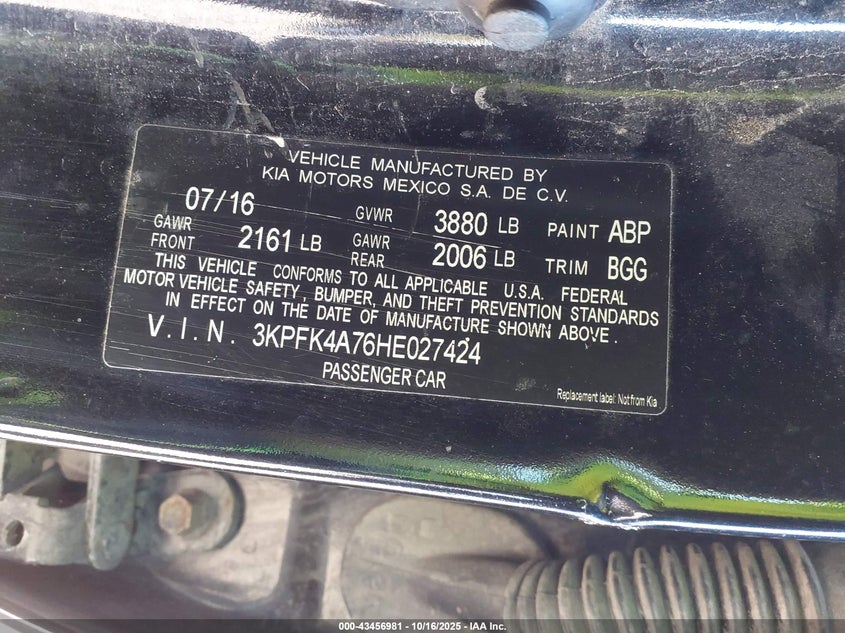 VEHICLE MANUFACTURED BY
KIA MOTORS MEXICO S.A. DE C.V.
07/16 GVWR 3880 LB PAINT ABP
GAWR FRONT 2161 LB GAWR REAR 2006 LB TRIM BGG
THIS VEHICLE CONFORMS TO ALL APPLICABLE U.S.A. FEDERAL
MOTOR VEHICLE SAFETY, BUMPER, AND THEFT PREVENTION STANDARDS
IN EFFECT ON THE DATE OF MANUFACTURE SHOWN ABOVE.
V.I.N. 3KPFK4A76HE027424
PASSENGER CAR
Replacement label: Not from Kia
000-43456981 | 10/16/2025 | IAA Inc.